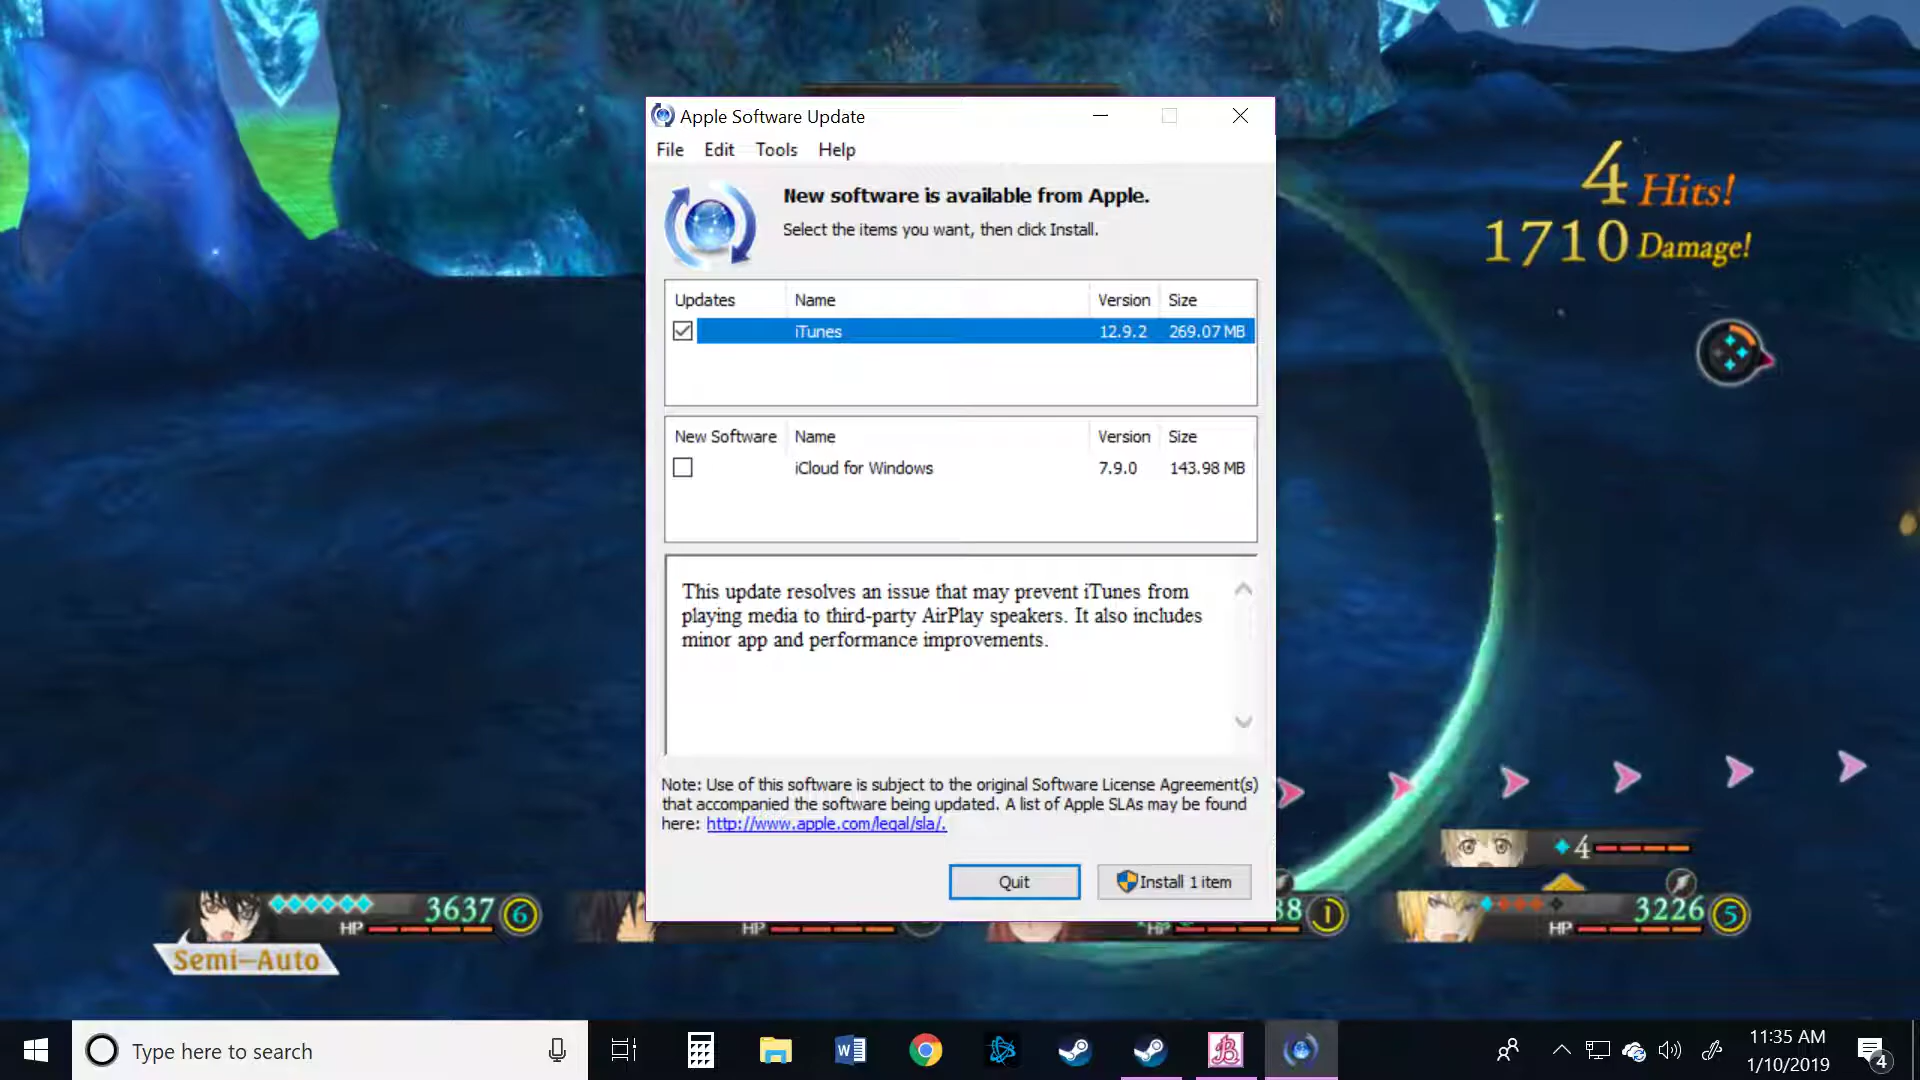 Apple Software Update
File Edit Tools Help
New software is available from Apple.
Select the items you want, then click Install.
Updates Name Version Size
iTunes 12.9.2 269.07 MB
New Software Name Version Size
iCloud for Windows 7.9.0 143.98 MB
This update resolves an issue that may prevent iTunes from
playing media to third-party AirPlay speakers. It also includes
minor app and performance improvements.
Note: Use of this software is subject to the original Software License Agreement(s)
that accompanied the software being updated. A list of Apple SLAs may be found
here: http://www.apple.com/legal/sla/.
Quit Install 1 item
4 Hits!
1710 Damage!
4
3637 6
HP
Semi-Auto
HP
88 1
HP
3226 5
HP
Type here to search
11:35 AM
1/10/2019
4